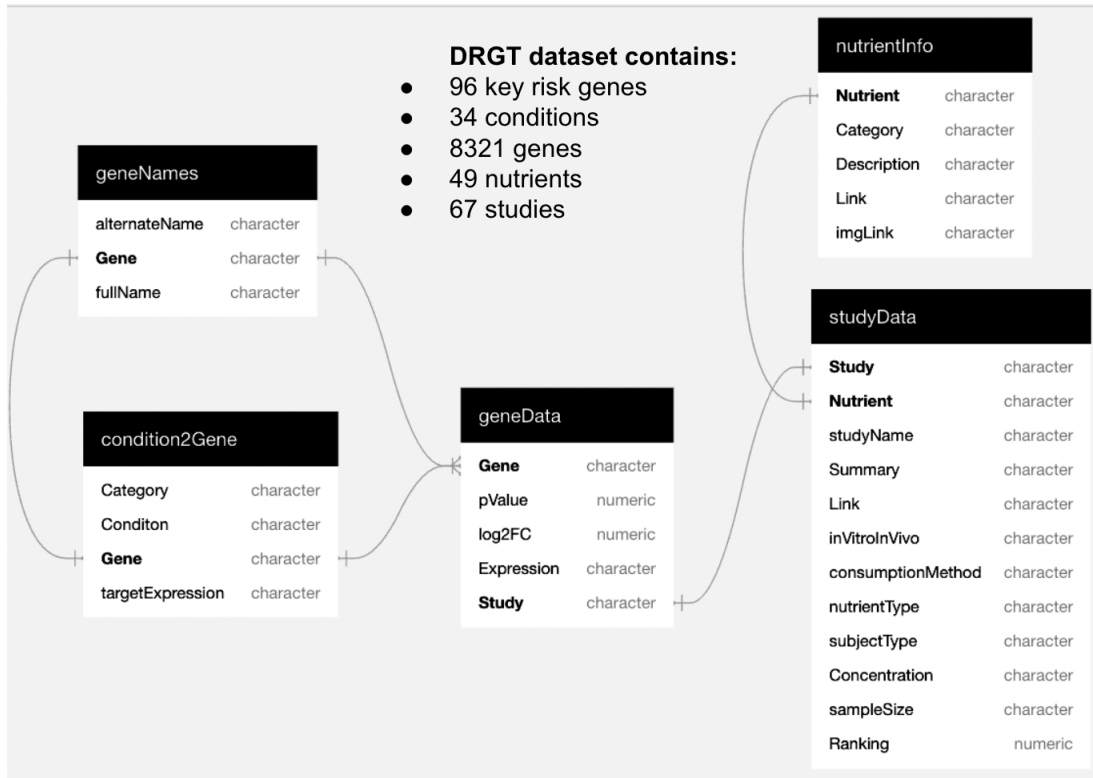 DRGT dataset contains:
● 96 key risk genes
● 34 conditions
● 8321 genes
● 49 nutrients
● 67 studies
geneNames
alternateName character
Gene character
fullName character
condition2Gene
Category character
Conditon character
Gene character
targetExpression character
geneData
Gene character
pValue numeric
log2FC numeric
Expression character
Study character
nutrientInfo
Nutrient character
Category character
Description character
Link character
imgLink character
studyData
Study character
Nutrient character
studyName character
Summary character
Link character
inVitroInVivo character
consumptionMethod character
nutrientType character
subjectType character
Concentration character
sampleSize character
Ranking numeric